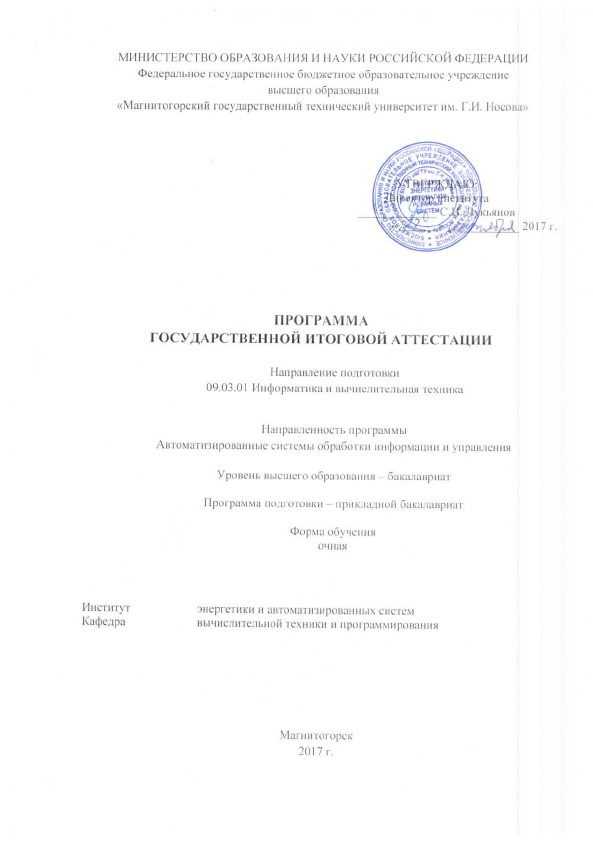 МИНИСТЕРСТВО ОБРАЗОВАНИЯ И НАУКИ РОССИЙСКОЙ ФЕДЕРАЦИИ
Федеральное государственное бюджетное образовательное учреждение
высшего образования
«Магнитогорский государственный технический университет им. Г.И. Носова»
УТВЕРЖДАЮ:
Директор института
С.И. Лукьянов
2017 г.
ПРОГРАММА
ГОСУДАРСТВЕННОЙ ИТОГОВОЙ АТТЕСТАЦИИ
Направление подготовки
09.03.01 Информатика и вычислительная техника
Направленность программы
Автоматизированные системы обработки информации и управления
Уровень высшего образования – бакалавриат
Программа подготовки – прикладной бакалавриат
Форма обучения
очная
Институт энергетики и автоматизированных систем
Кафедра вычислительной техники и программирования
Магнитогорск
2017 г.